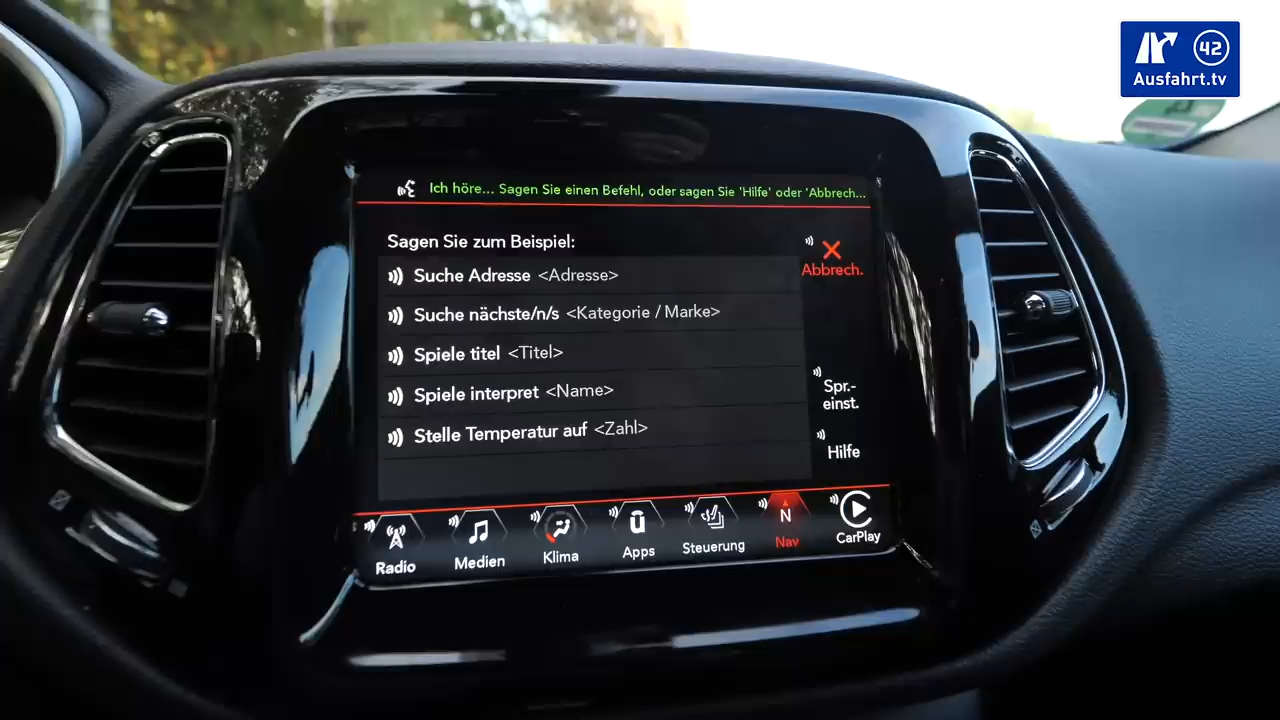 42
Ausfahrt.tv
Ich höre... Sagen Sie einen Befehl, oder sagen Sie 'Hilfe' oder 'Abbrech...
Sagen Sie zum Beispiel:
Suche Adresse <Adresse>
Suche nächste/n/s <Kategorie / Marke>
Spiele titel <Titel>
Spiele interpret <Name>
Stelle Temperatur auf <Zahl>
Abbrech.
Spr.-
einst.
Hilfe
Radio
Medien
Klima
Apps
Steuerung
N
Nav
CarPlay